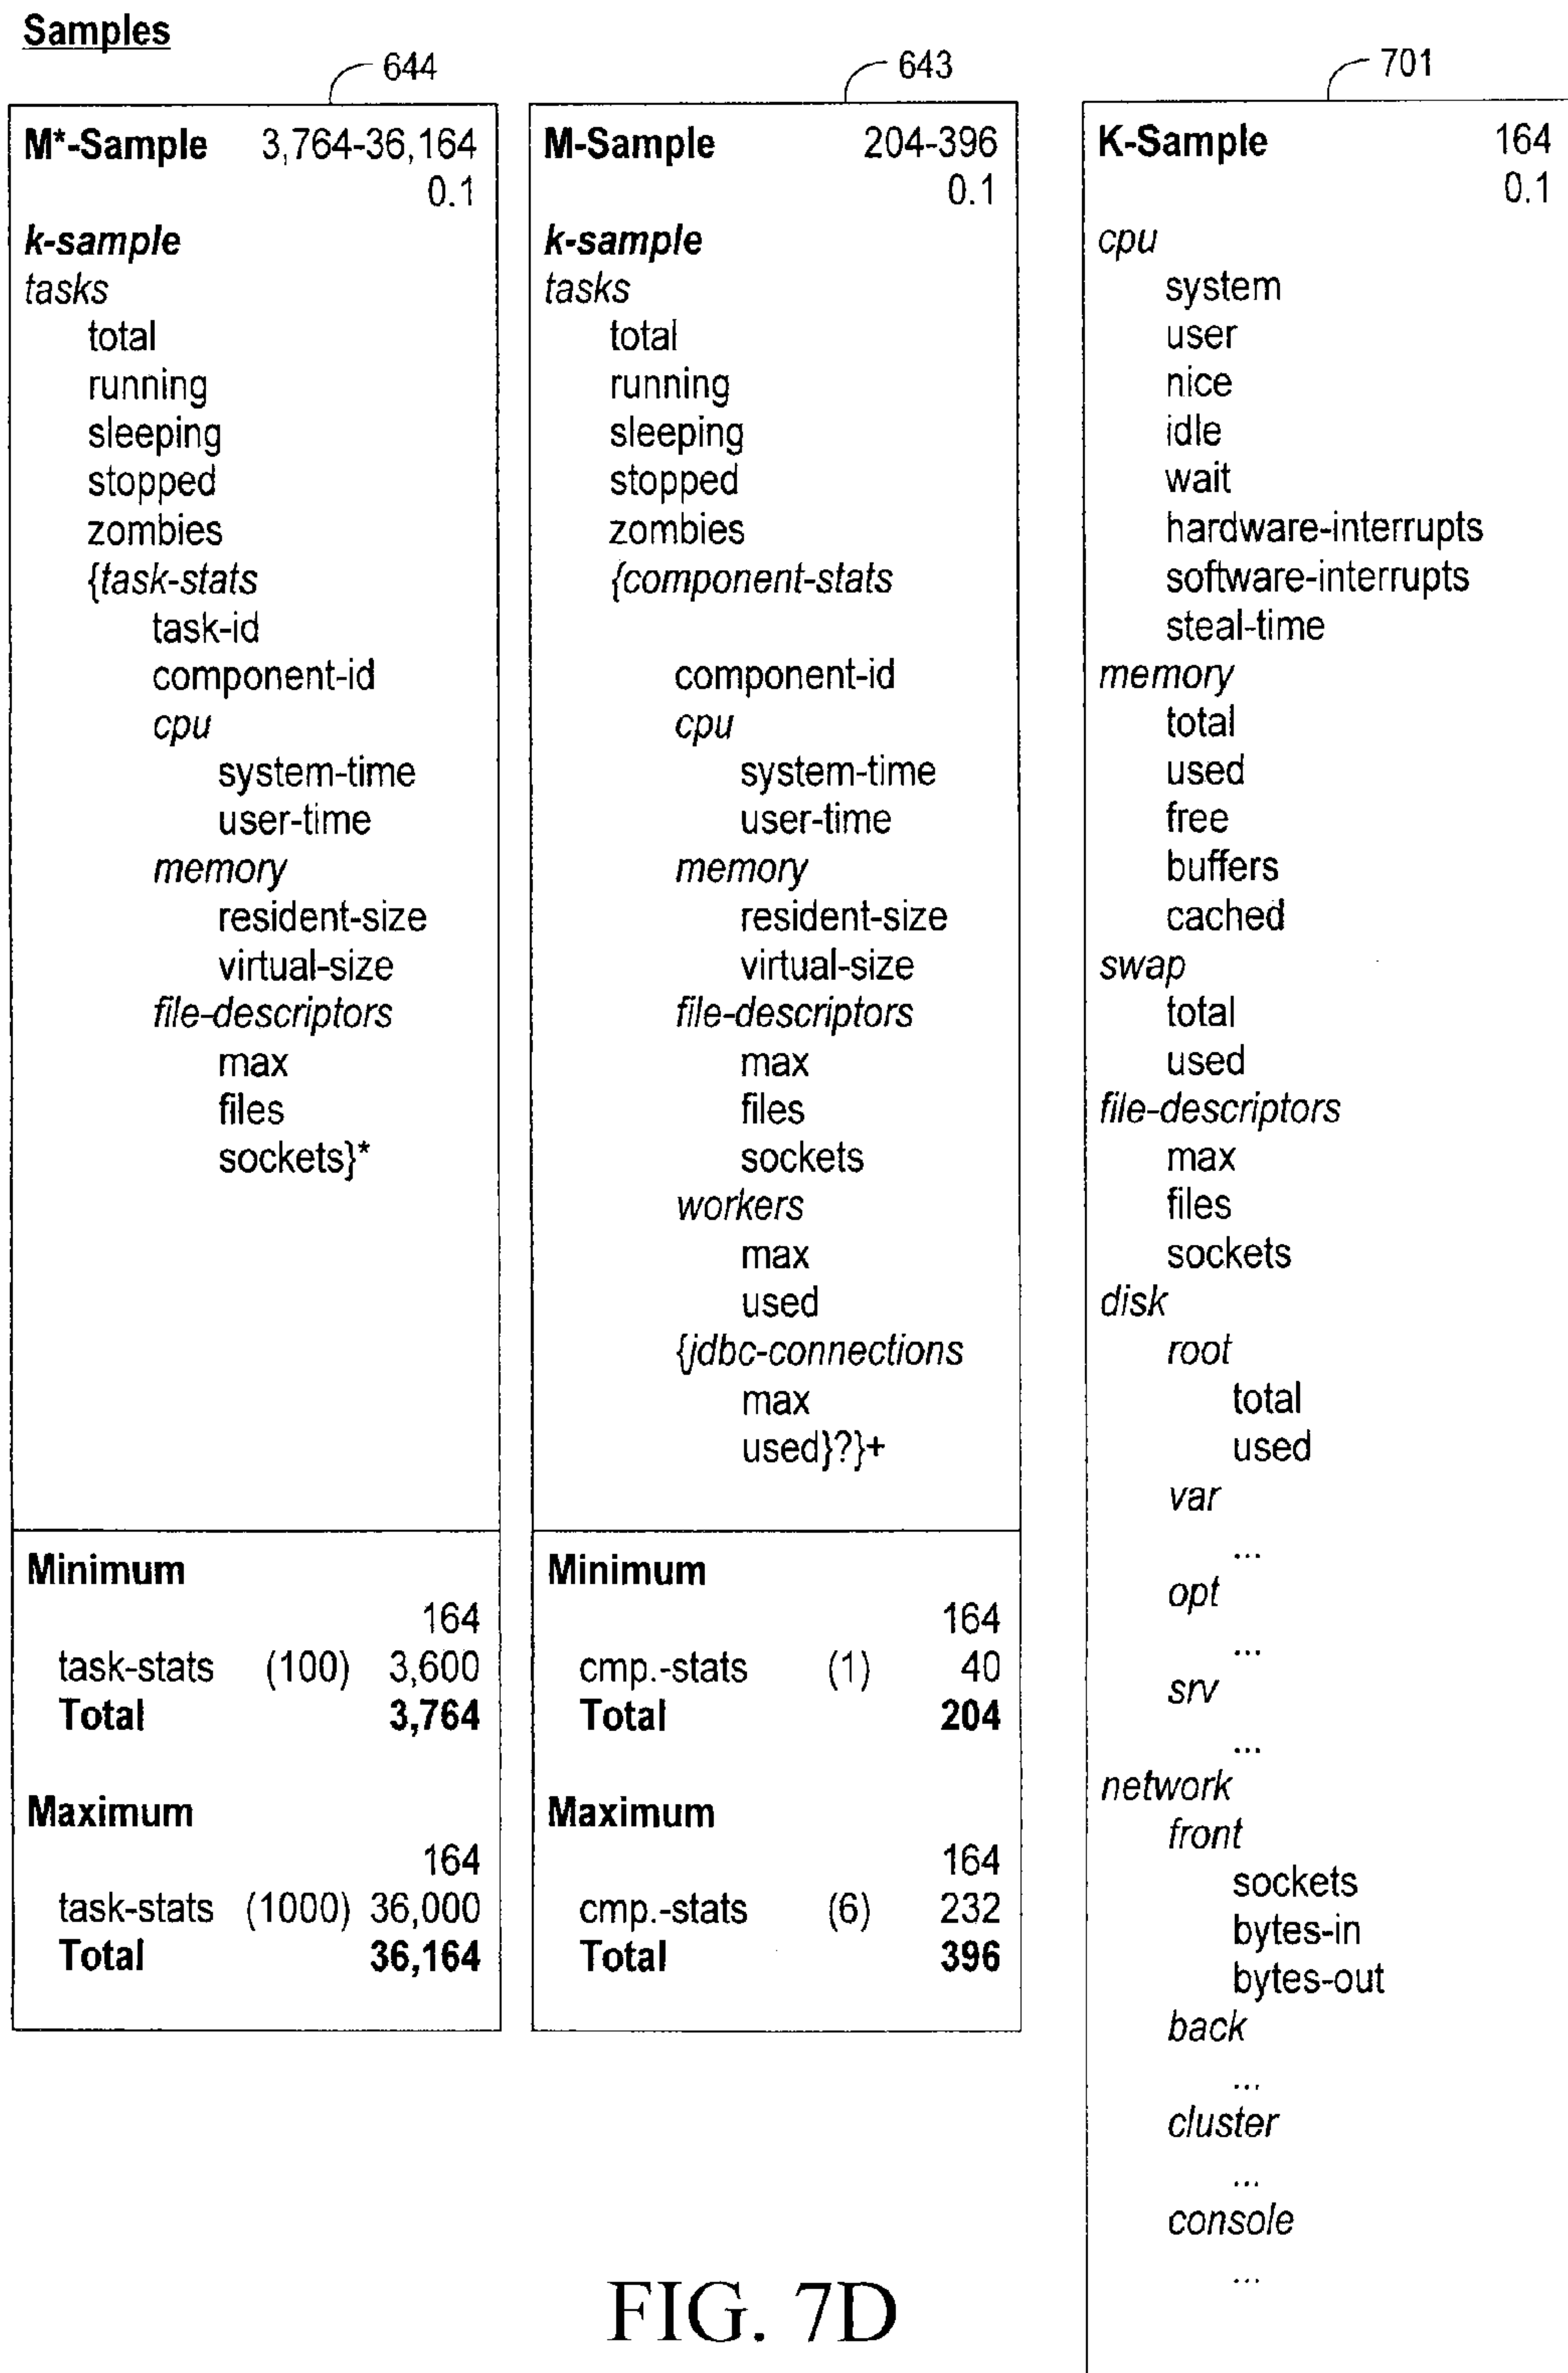 Samples
644
M*-Sample 3,764-36,164
0.1
k-sample
tasks
total
running
sleeping
stopped
zombies
{task-stats
task-id
component-id
cpu
system-time
user-time
memory
resident-size
virtual-size
file-descriptors
max
files
sockets}*
Minimum
164
task-stats (100) 3,600
Total 3,764
Maximum
164
task-stats (1000) 36,000
Total 36,164
643
M-Sample 204-396
0.1
k-sample
tasks
total
running
sleeping
stopped
zombies
{component-stats
component-id
cpu
system-time
user-time
memory
resident-size
virtual-size
file-descriptors
max
files
sockets
workers
max
used
{jdbc-connections
max
used}?}+
Minimum
164
cmp.-stats (1) 40
Total 204
Maximum
164
cmp.-stats (6) 232
Total 396
701
K-Sample 164
0.1
cpu
system
user
nice
idle
wait
hardware-interrupts
software-interrupts
steal-time
memory
total
used
free
buffers
cached
swap
total
used
file-descriptors
max
files
sockets
disk
root
total
used
var
...
opt
...
srv
...
network
front
sockets
bytes-in
bytes-out
back
...
cluster
...
console
...
FIG. 7D